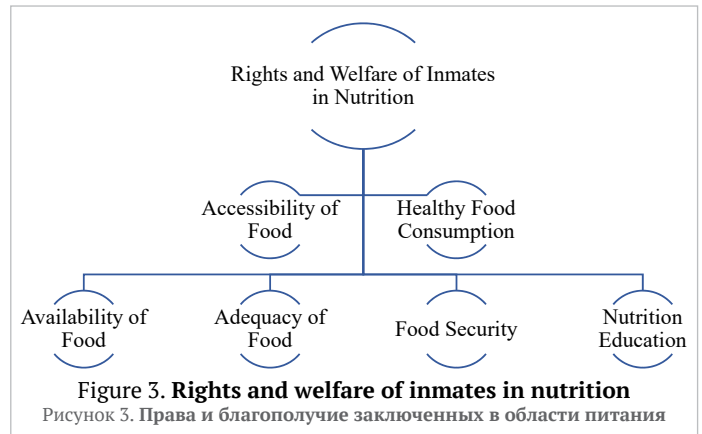 Rights and Welfare of Inmates
in Nutrition
Accessibility of
Food
Healthy Food
Consumption
Availability of
Food
Adequacy of
Food
Food Security
Nutrition
Education
Figure 3. Rights and welfare of inmates in nutrition
Рисунок 3. Права и благополучие заключенных в области питания